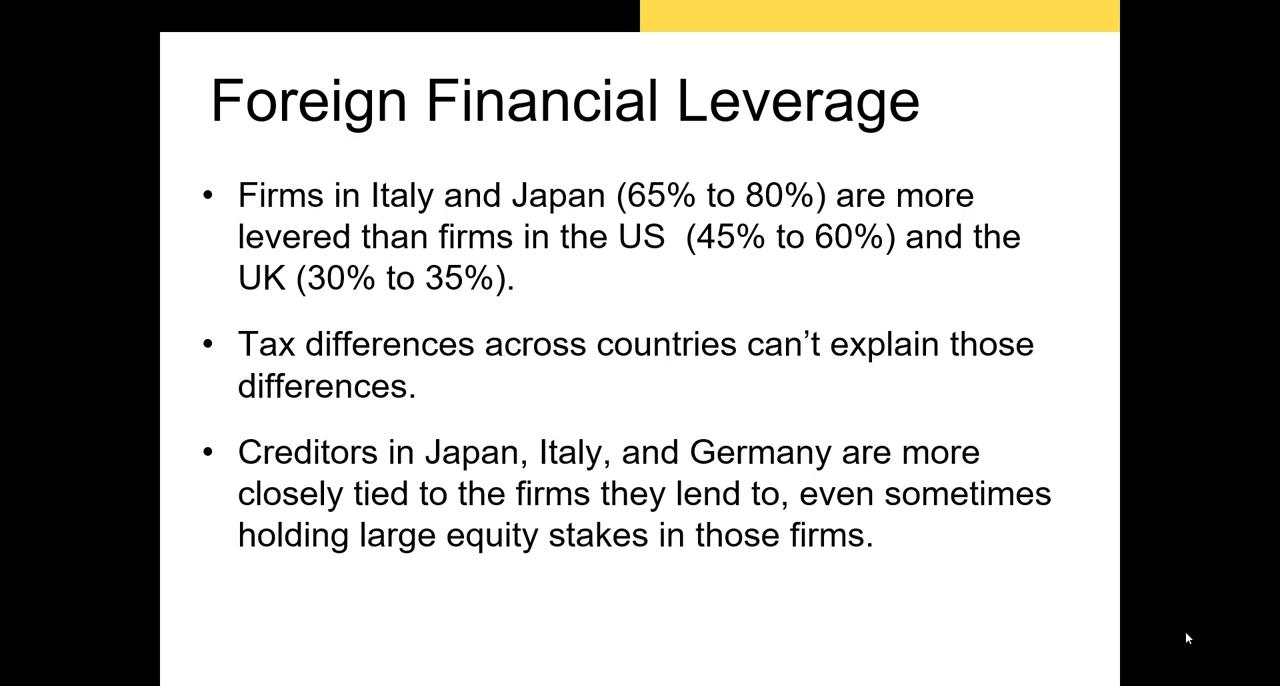 Foreign Financial Leverage
• Firms in Italy and Japan (65% to 80%) are more
levered than firms in the US  (45% to 60%) and the
UK (30% to 35%).
• Tax differences across countries can’t explain those
differences.
• Creditors in Japan, Italy, and Germany are more
closely tied to the firms they lend to, even sometimes
holding large equity stakes in those firms.